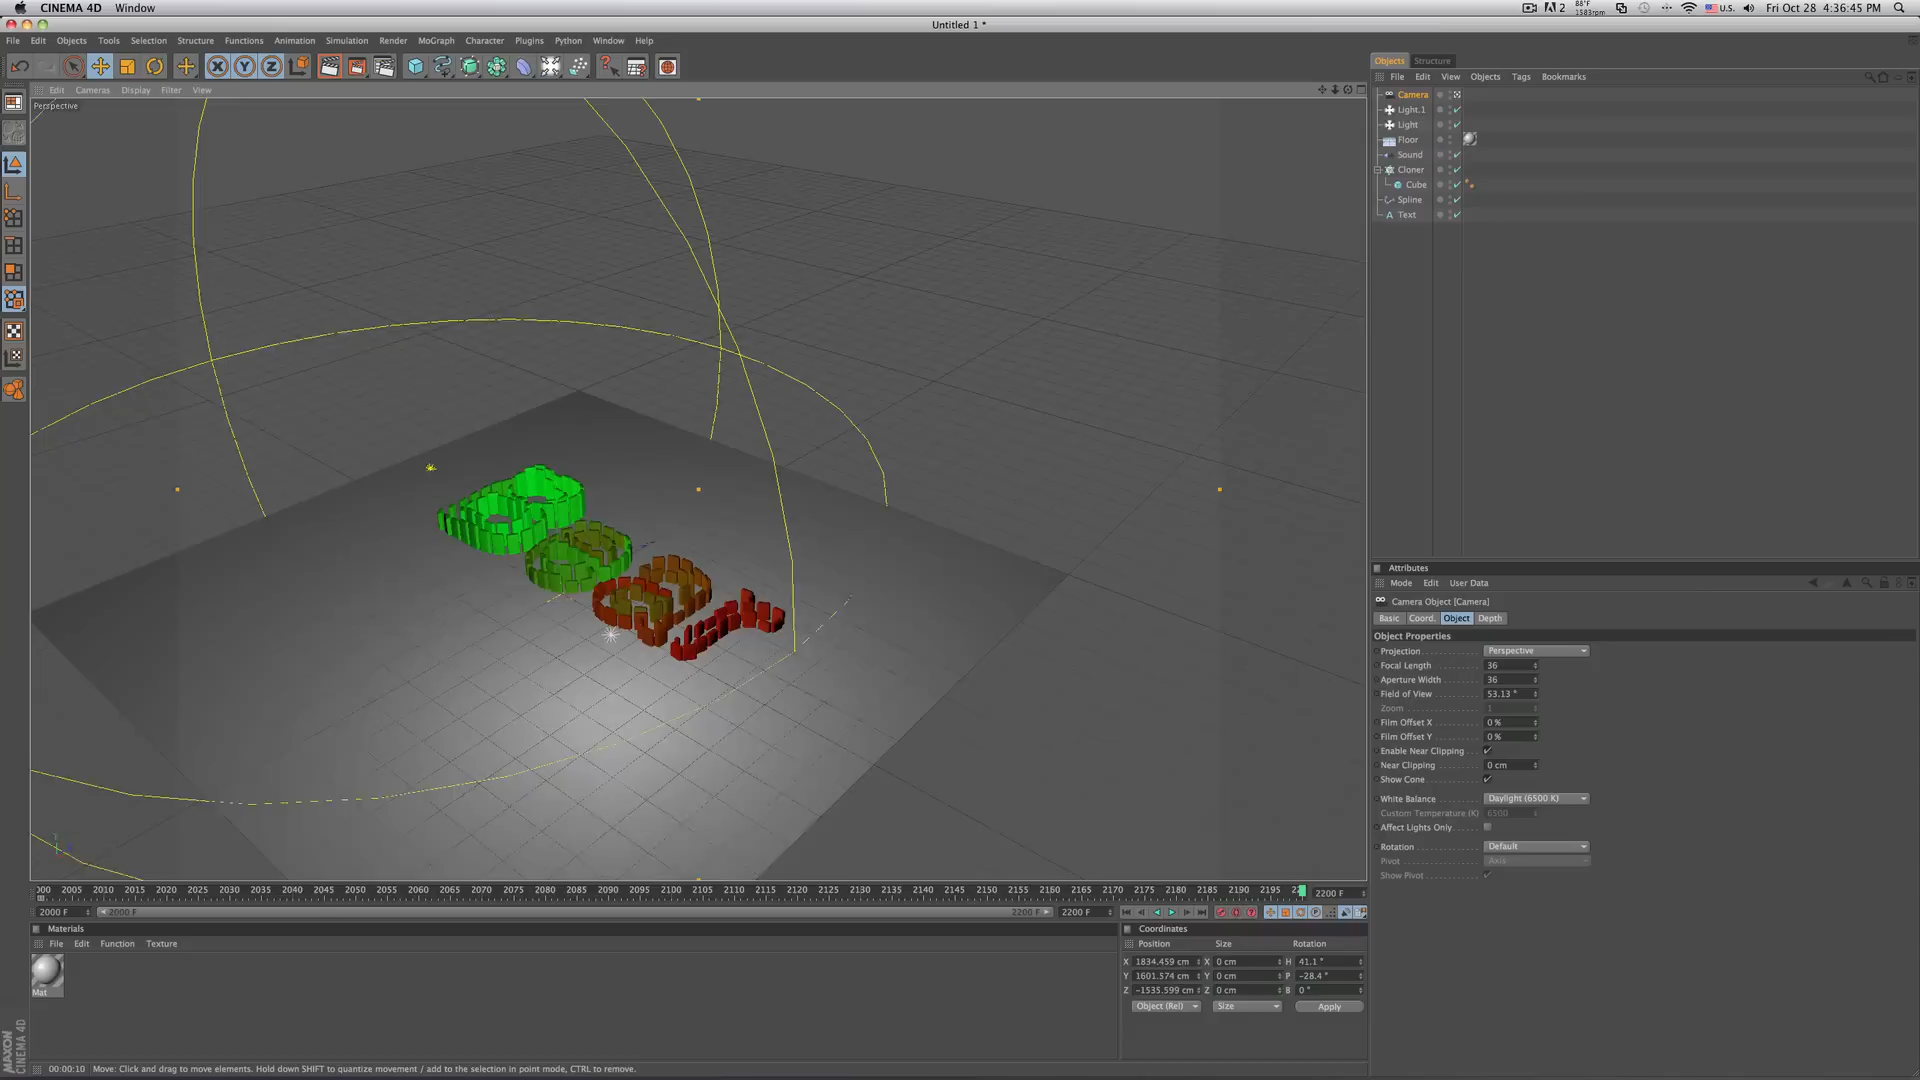 CINEMA 4D Window
2 88°F 1583rpm U.S. Fri Oct 28 4:36:45 PM
Untitled 1 *
File Edit Objects Tools Selection Structure Functions Animation Simulation Render MoGraph Character Plugins Python Window Help
X Y Z
Edit Cameras Display Filter View
Perspective
Objects Structure
File Edit View Objects Tags Bookmarks
Camera
Light.1
Light
Floor
Sound
Cloner
Cube
Spline
Text
Attributes
Mode Edit User Data
Camera Object [Camera]
Basic Coord. Object Depth
Object Properties
Projection Perspective
Focal Length 36
Aperture Width 36
Field of View 53.13 °
Zoom 1
Film Offset X 0 %
Film Offset Y 0 %
Enable Near Clipping
Near Clipping 0 cm
Show Cone
White Balance Daylight (6500 K)
Custom Temperature (K) 6500
Affect Lights Only
Rotation Default
Pivot Axis
Show Pivot
2005 2010 2015 2020 2025 2030 2035 2040 2045 2050 2055 2060 2065 2070 2075 2080 2085 2090 2095 2100 2105 2110 2115 2120 2125 2130 2135 2140 2145 2150 2155 2160 2165 2170 2175 2180 2185 2190 2195 2200 F
2000 F 2000 F 2200 F 2200 F
Materials
File Edit Function Texture
Mat
Coordinates
Position Size Rotation
X 1834.459 cm X 0 cm H 41.1 °
Y 1601.574 cm Y 0 cm P -28.4 °
Z -1535.599 cm Z 0 cm B 0 °
Object (Rel) Size Apply
MAXON
CINEMA 4D
00:00:10 Move: Click and drag to move elements. Hold down SHIFT to quantize movement / add to the selection in point mode, CTRL to remove.